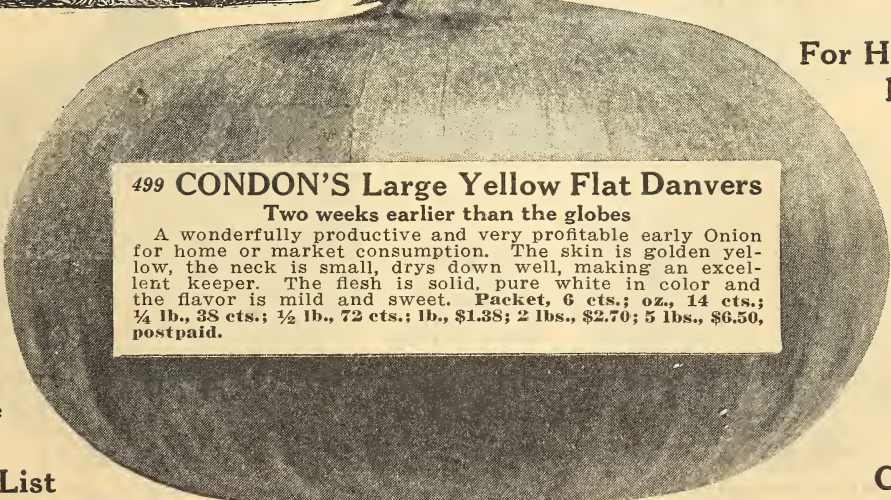 For H
499 CONDON'S Large Yellow Flat Danvers
Two weeks earlier than the globes
A wonderfully productive and very profitable early Onion
for home or market consumption. The skin is golden yel-
low, the neck is small, drys down well, making an excel-
lent keeper. The flesh is solid, pure white in color and
the flavor is mild and sweet. Packet, 6 cts.; oz., 14 cts.;
¼ lb., 38 cts.; ½ lb., 72 cts.; lb., $1.38; 2 lbs., $2.70; 5 lbs., $6.50,
postpaid.
List